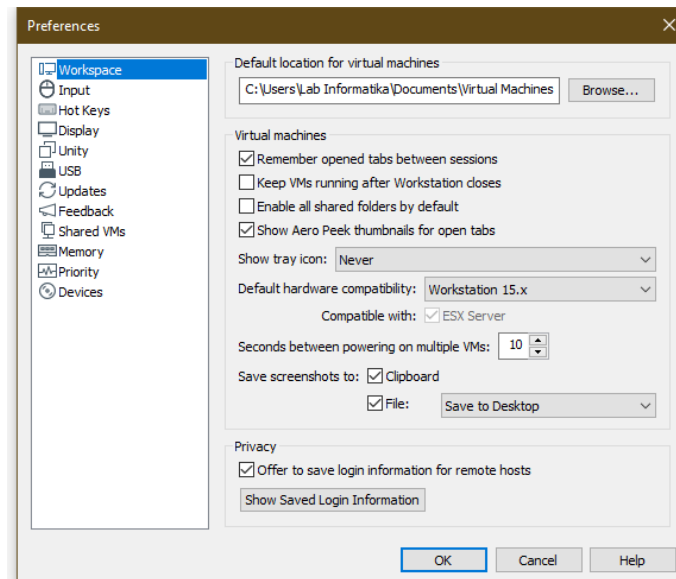 Preferences
Workspace
Input
Hot Keys
Display
Unity
USB
Updates
Feedback
Shared VMs
Memory
Priority
Devices
Default location for virtual machines
C:\Users\Lab Informatika\Documents\Virtual Machines Browse...
Virtual machines
Remember opened tabs between sessions
Keep VMs running after Workstation closes
Enable all shared folders by default
Show Aero Peek thumbnails for open tabs
Show tray icon: Never
Default hardware compatibility: Workstation 15.x
Compatible with: ESX Server
Seconds between powering on multiple VMs: 10
Save screenshots to: Clipboard
File: Save to Desktop
Privacy
Offer to save login information for remote hosts
Show Saved Login Information
OK Cancel Help